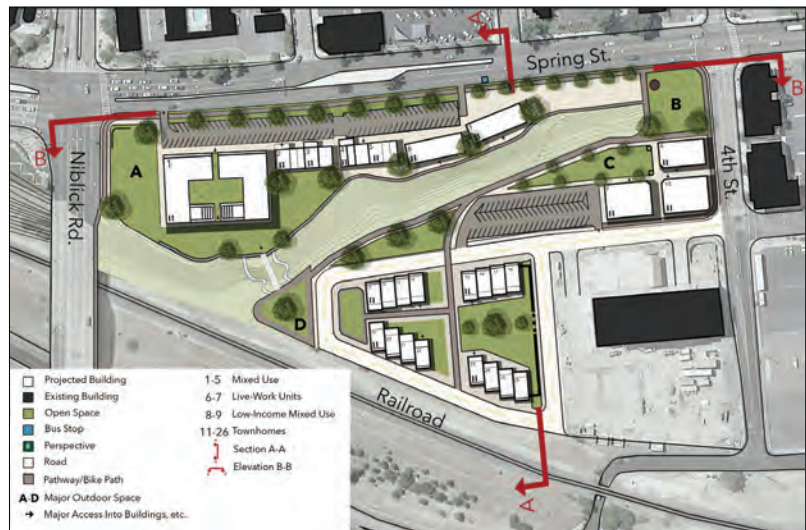 A
Spring St.
B
B
B
Niblick Rd.
A
4th St.
C
D
Railroad
A
Projected Building
Existing Building
Open Space
Bus Stop
Perspective
Road
Pathway/Bike Path
A-D Major Outdoor Space
Major Access Into Buildings, etc..
1-5 Mixed Use
6-7 Live-Work Units
8-9 Low-Income Mixed Use
11-26 Townhomes
Section A-A
Elevation B-B